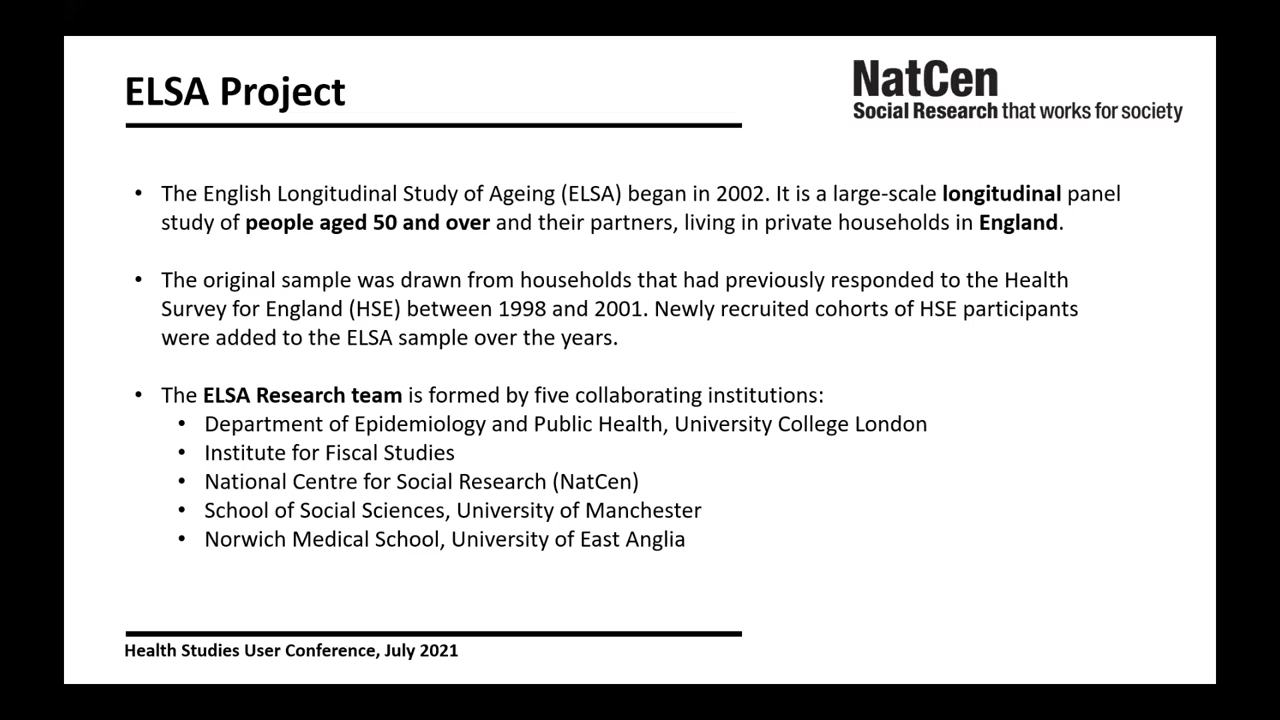 ELSA Project
NatCen
Social Research that works for society
• The English Longitudinal Study of Ageing (ELSA) began in 2002. It is a large-scale longitudinal panel
study of people aged 50 and over and their partners, living in private households in England.
• The original sample was drawn from households that had previously responded to the Health
Survey for England (HSE) between 1998 and 2001. Newly recruited cohorts of HSE participants
were added to the ELSA sample over the years.
• The ELSA Research team is formed by five collaborating institutions:
• Department of Epidemiology and Public Health, University College London
• Institute for Fiscal Studies
• National Centre for Social Research (NatCen)
• School of Social Sciences, University of Manchester
• Norwich Medical School, University of East Anglia
Health Studies User Conference, July 2021